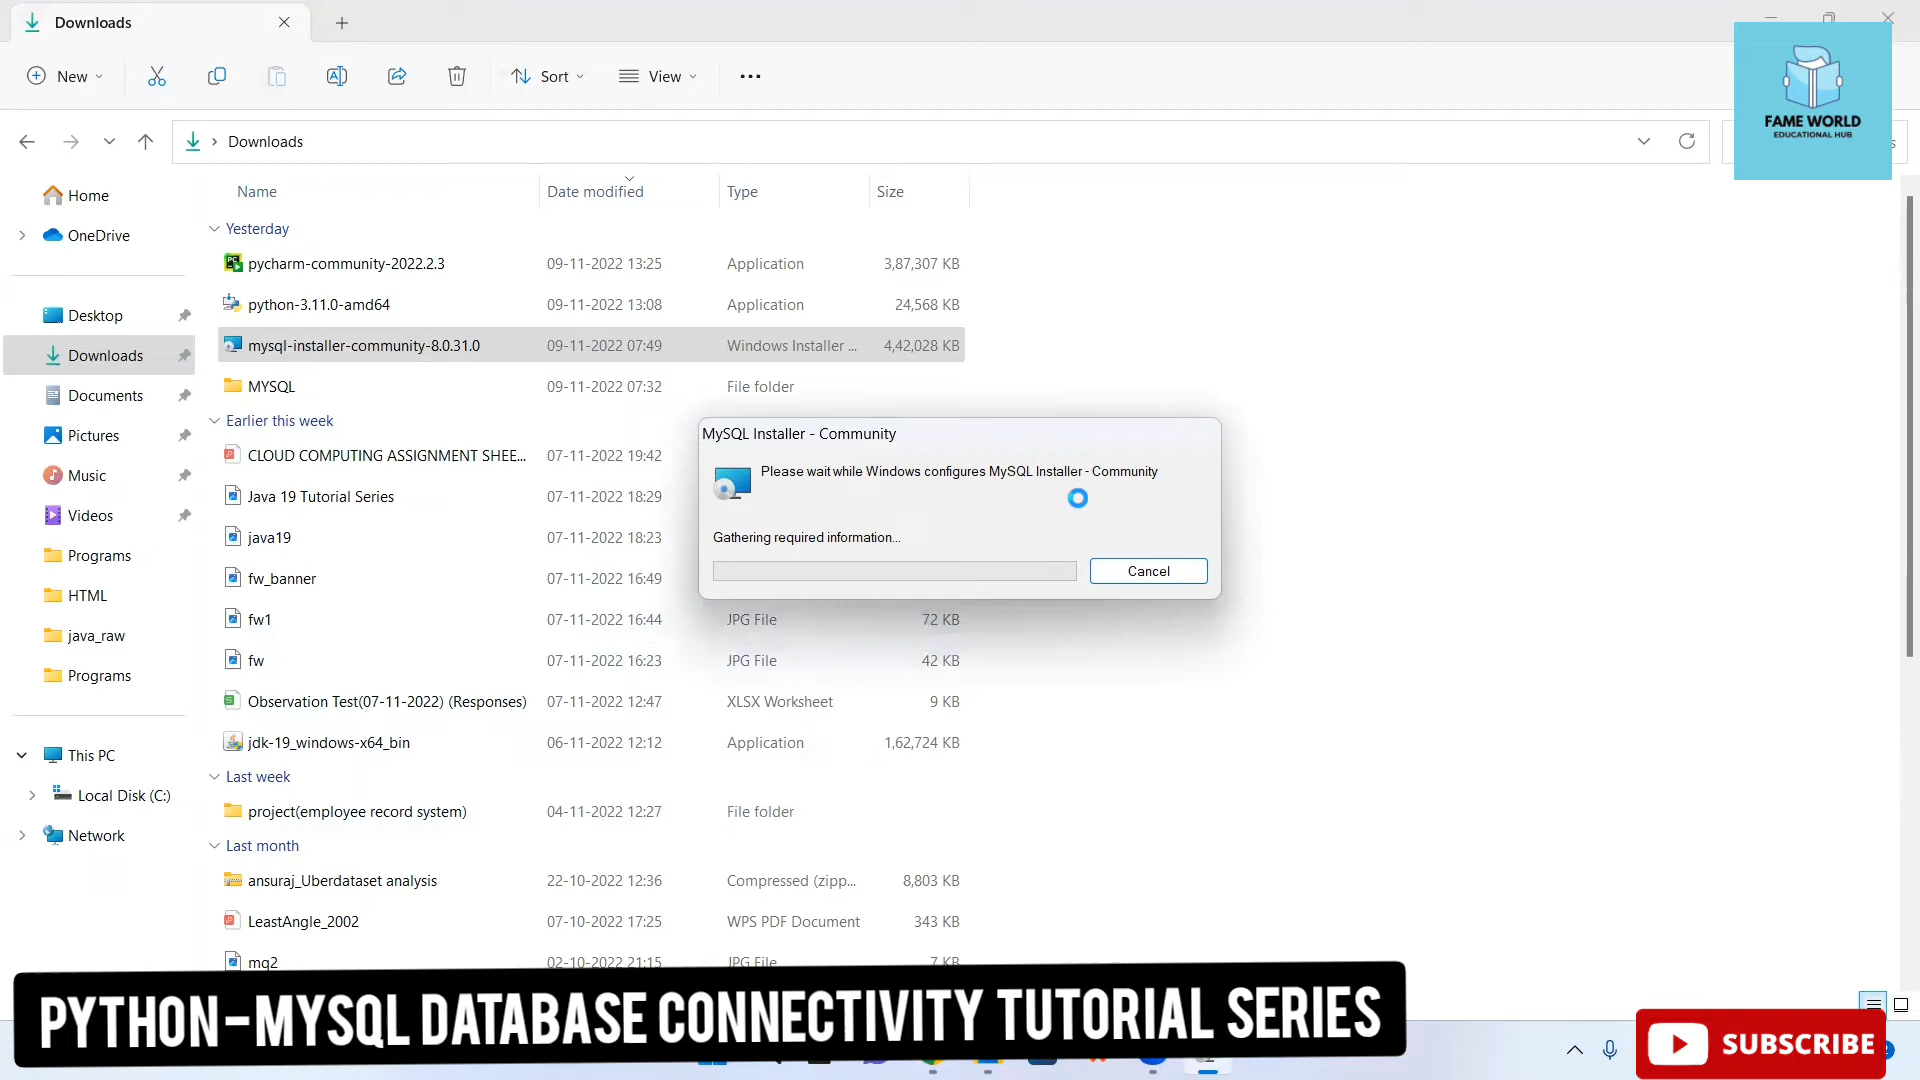 Downloads
New
Sort
View
Downloads
FAME WORLD
EDUCATIONAL HUB
s
Home
OneDrive
Desktop
Downloads
Documents
Pictures
Music
Videos
Programs
HTML
java_raw
Programs
This PC
Local Disk (C:)
Network
Name Date modified Type Size
Yesterday
pycharm-community-2022.2.3 09-11-2022 13:25 Application 3,87,307 KB
python-3.11.0-amd64 09-11-2022 13:08 Application 24,568 KB
mysql-installer-community-8.0.31.0 09-11-2022 07:49 Windows Installer ... 4,42,028 KB
MYSQL 09-11-2022 07:32 File folder
Earlier this week
CLOUD COMPUTING ASSIGNMENT SHEE... 07-11-2022 19:42
Java 19 Tutorial Series 07-11-2022 18:29
java19 07-11-2022 18:23
fw_banner 07-11-2022 16:49
fw1 07-11-2022 16:44 JPG File 72 KB
fw 07-11-2022 16:23 JPG File 42 KB
Observation Test(07-11-2022) (Responses) 07-11-2022 12:47 XLSX Worksheet 9 KB
jdk-19_windows-x64_bin 06-11-2022 12:12 Application 1,62,724 KB
Last week
project(employee record system) 04-11-2022 12:27 File folder
Last month
ansuraj_Uberdataset analysis 22-10-2022 12:36 Compressed (zipp... 8,803 KB
LeastAngle_2002 07-10-2022 17:25 WPS PDF Document 343 KB
mq2 02-10-2022 21:15 JPG File 7 KB
MySQL Installer - Community
Please wait while Windows configures MySQL Installer - Community
Gathering required information...
Cancel
PYTHON-MYSQL DATABASE CONNECTIVITY TUTORIAL SERIES
SUBSCRIBE